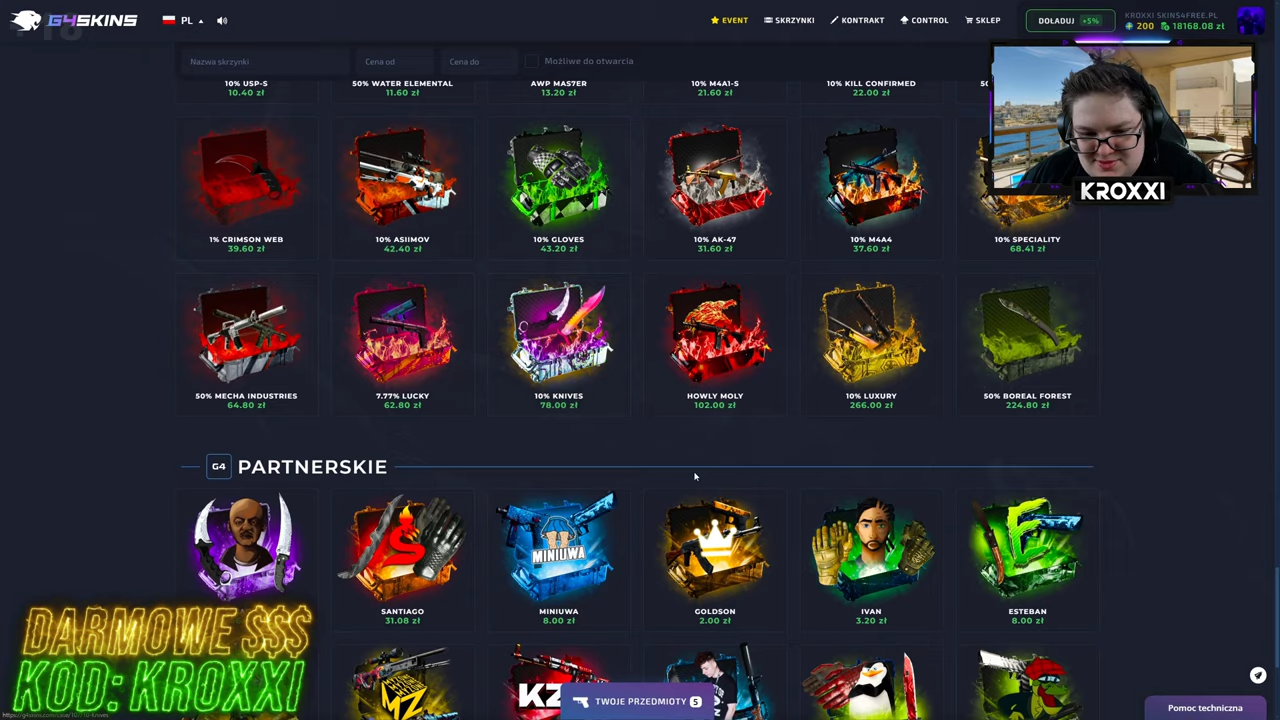 G4SKINS
PL
EVENT
SKRZYNKI
KONTRAKT
CONTROL
SKLEP
DOŁADUJ +5%
KROXXI SKINS4FREE.PL
200 18168.08 zł
Nazwa skrzynki
Cena od
Cena do
Możliwe do otwarcia
10% USP-S
10.40 zł
50% WATER ELEMENTAL
11.60 zł
AWP MAS7ER
13.20 zł
10% M4A1-S
21.60 zł
10% KILL CONFIRMED
22.00 zł
KROXXI
1% CRIMSON WEB
39.60 zł
10% ASIIMOV
42.40 zł
10% GLOVES
43.20 zł
10% AK-47
31.60 zł
10% M4A4
37.60 zł
10% SPECIALITY
68.41 zł
50% MECHA INDUSTRIES
64.80 zł
7.77% LUCKY
62.80 zł
10% KNIVES
78.00 zł
HOWLY MOLY
102.00 zł
10% LUXURY
266.00 zł
50% BOREAL FOREST
224.80 zł
G4 PARTNERSKIE
MINIUWA
SANTIAGO
31.08 zł
MINIUWA
8.00 zł
GOLDSON
2.00 zł
IVAN
3.20 zł
ESTEBAN
8.00 zł
DARMOWE $$$
KOD: KROXXI
MZ
KZ
TWOJE PRZEDMIOTY 5
Pomoc techniczna